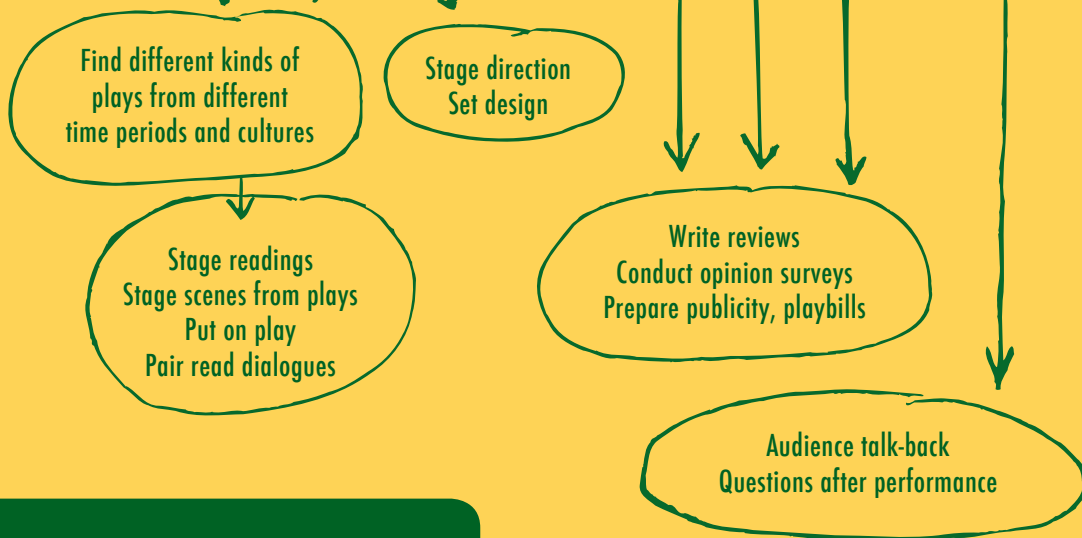 Find different kinds of
plays from different
time periods and cultures
Stage direction
Set design
Stage readings
Stage scenes from plays
Put on play
Pair read dialogues
Write reviews
Conduct opinion surveys
Prepare publicity, playbills
Audience talk-back
Questions after performance